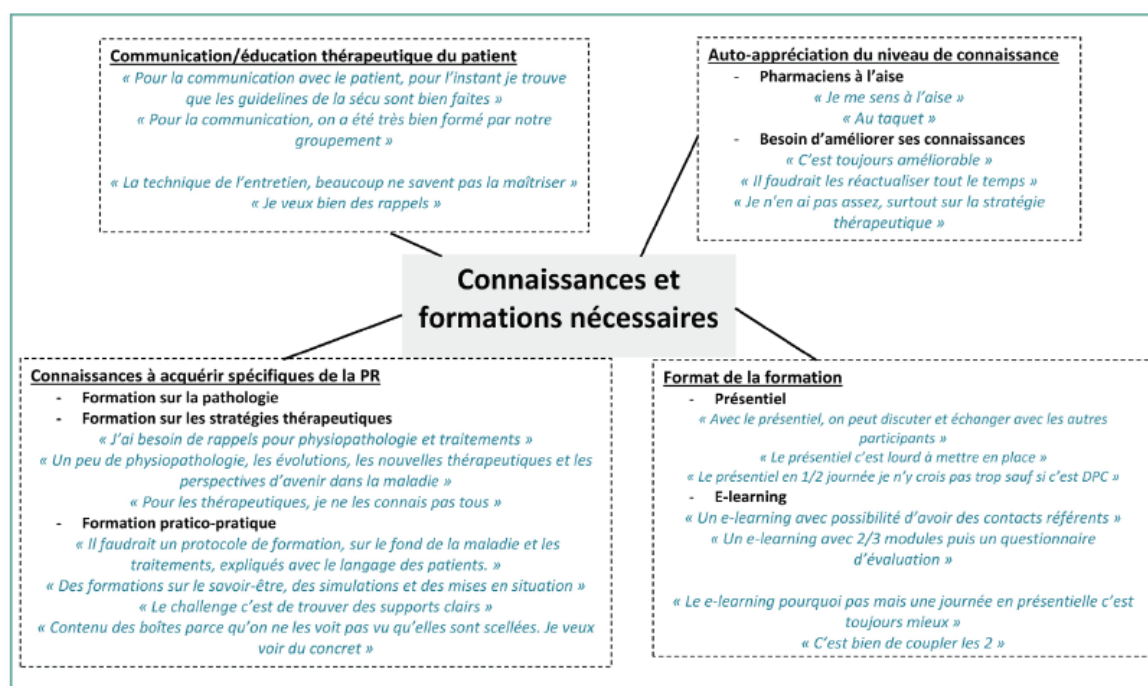 Communication/éducation thérapeutique du patient
« Pour la communication avec le patient, pour l'instant je trouve
que les guidelines de la sécu sont bien faites »
« Pour la communication, on a été très bien formé par notre
groupement »
« La technique de l'entretien, beaucoup ne savent pas la maîtriser »
« Je veux bien des rappels »
Auto-appréciation du niveau de connaissance
- Pharmaciens à l'aise
« Je me sens à l'aise »
« Au taquet »
- Besoin d'améliorer ses connaissances
« C'est toujours améliorable »
« Il faudrait les réactualiser tout le temps »
« Je n'en ai pas assez, surtout sur la stratégie
thérapeutique »
Connaissances et
formations nécessaires
Connaissances à acquérir spécifiques de la PR
- Formation sur la pathologie
- Formation sur les stratégies thérapeutiques
« J'ai besoin de rappels pour physiopathologie et traitements »
« Un peu de physiopathologie, les évolutions, les nouvelles thérapeutiques et les
perspectives d'avenir dans la maladie »
« Pour les thérapeutiques, je ne les connais pas tous »
- Formation pratico-pratique
« Il faudrait un protocole de formation, sur le fond de la maladie et les
traitements, expliqués avec le langage des patients. »
« Des formations sur le savoir-être, des simulations et des mises en situation »
« Le challenge c'est de trouver des supports clairs »
« Contenu des boîtes parce qu'on ne les voit pas vu qu'elles sont scellées. Je veux
voir du concret »
Format de la formation
- Présentiel
« Avec le présentiel, on peut discuter et échanger avec les autres
participants »
« Le présentiel c'est lourd à mettre en place »
« Le présentiel en 1/2 journée je n'y crois pas trop sauf si c'est DPC »
- E-learning
« Un e-learning avec possibilité d'avoir des contacts référents »
« Un e-learning avec 2/3 modules puis un questionnaire
d'évaluation »
« Le e-learning pourquoi pas mais une journée en présentielle c'est
toujours mieux »
« C'est bien de coupler les 2 »